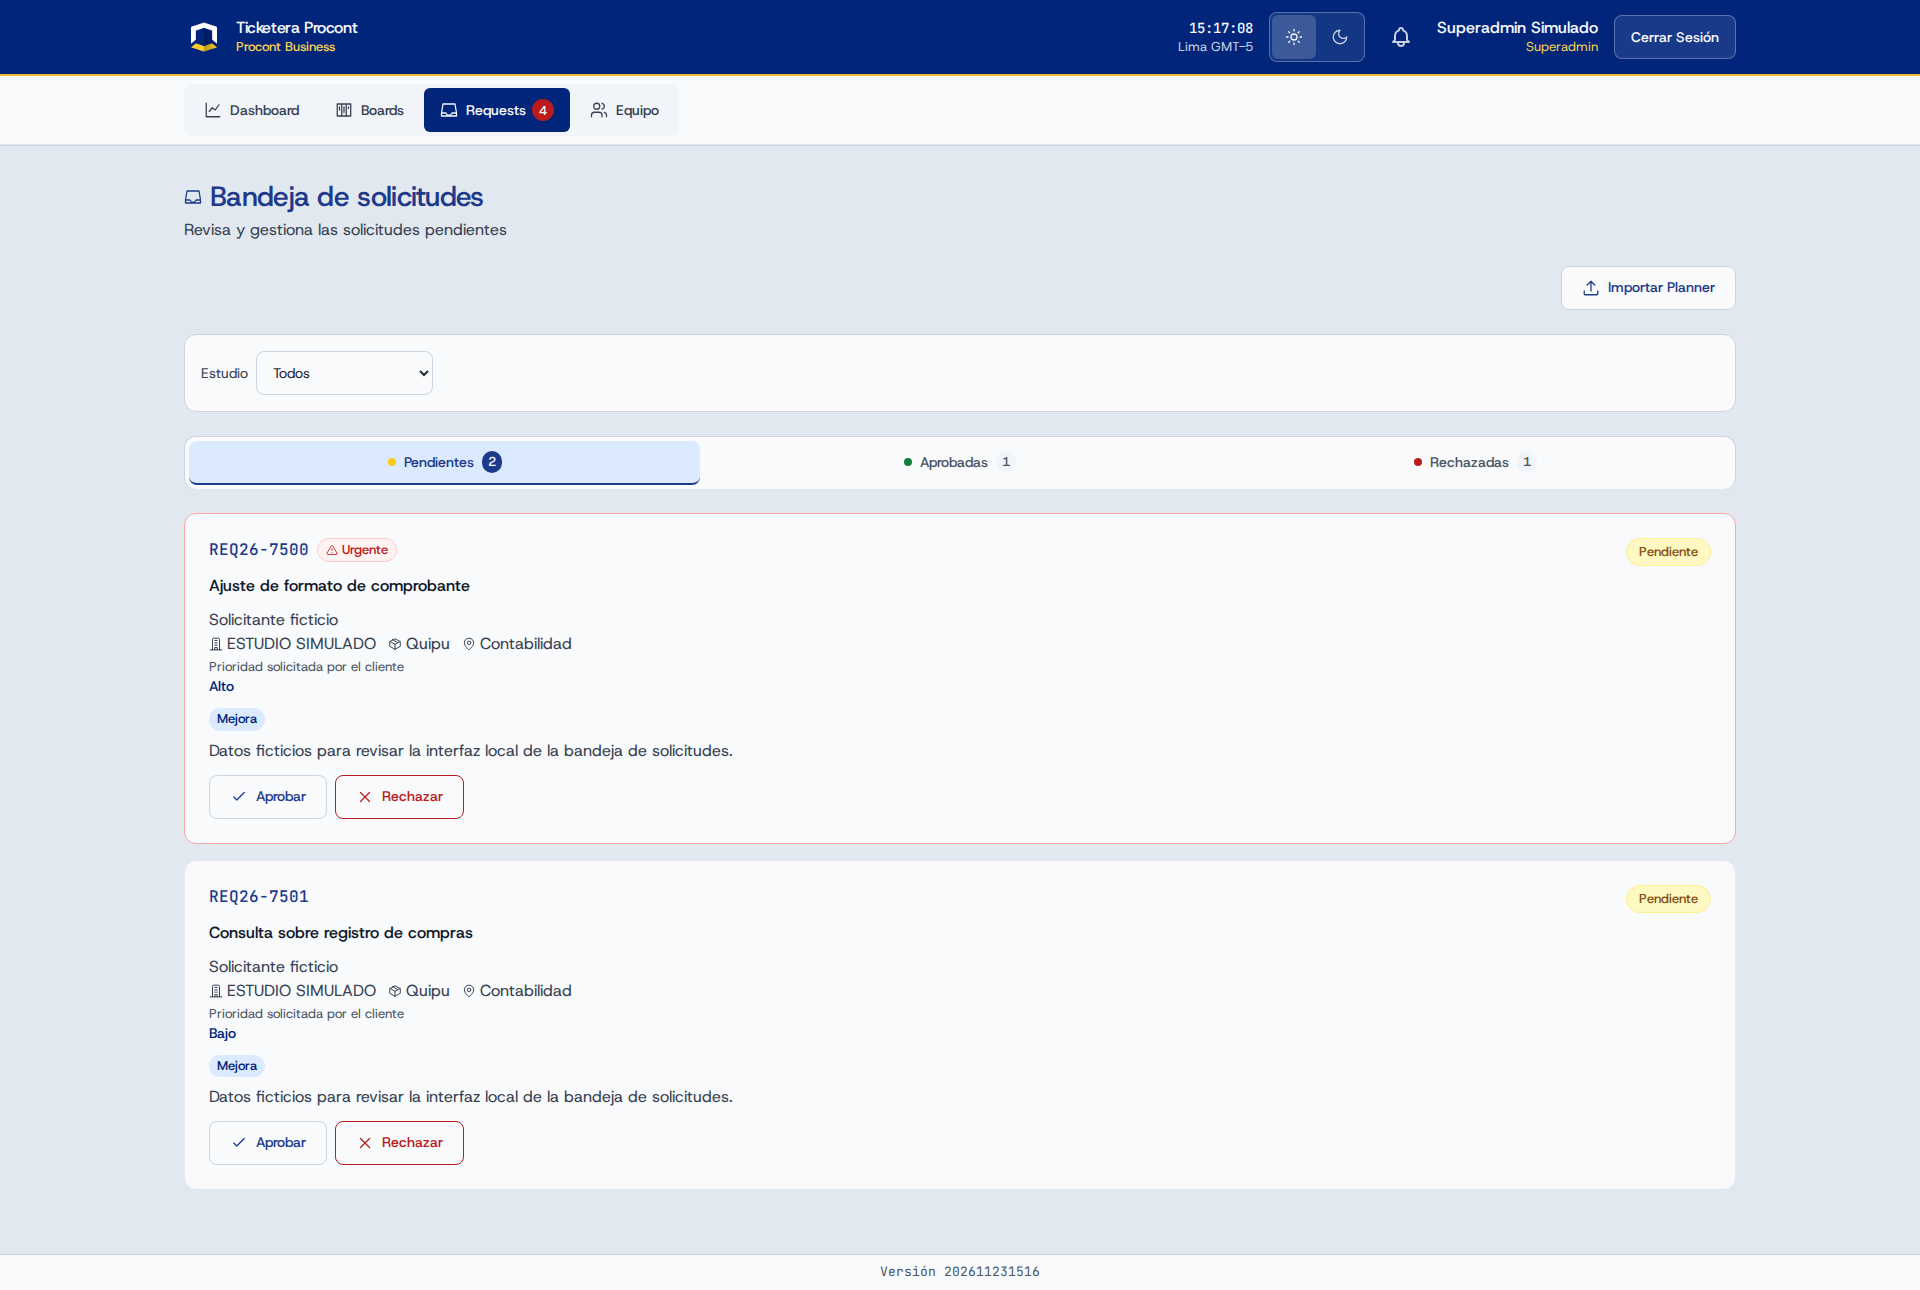 Ticketera Procont
Procont Business
15:17:08
Lima GMT-5
Superadmin Simulado
Superadmin
Cerrar Sesión
Dashboard
Boards
Requests 4
Equipo
Bandeja de solicitudes
Revisa y gestiona las solicitudes pendientes
Importar Planner
Estudio
Todos
Pendientes 2
Aprobadas 1
Rechazadas 1
REQ26-7500 Urgente
Pendiente
Ajuste de formato de comprobante
Solicitante ficticio
ESTUDIO SIMULADO Quipu Contabilidad
Prioridad solicitada por el cliente
Alto
Mejora
Datos ficticios para revisar la interfaz local de la bandeja de solicitudes.
Aprobar
Rechazar
REQ26-7501
Pendiente
Consulta sobre registro de compras
Solicitante ficticio
ESTUDIO SIMULADO Quipu Contabilidad
Prioridad solicitada por el cliente
Bajo
Mejora
Datos ficticios para revisar la interfaz local de la bandeja de solicitudes.
Aprobar
Rechazar
Versión 202611231516